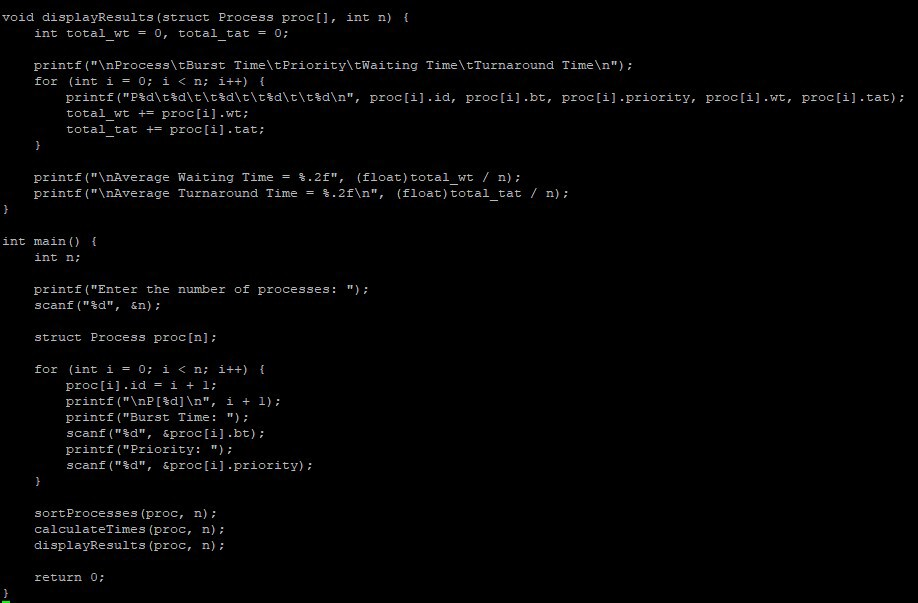 void displayResults(struct Process proc[], int n) {
    int total_wt = 0, total_tat = 0;

    printf("\nProcess\tBurst Time\tPriority\tWaiting Time\tTurnaround Time\n");
    for (int i = 0; i < n; i++) {
        printf("P%d\t%d\t\t%d\t\t%d\t\t%d\n", proc[i].id, proc[i].bt, proc[i].priority, proc[i].wt, proc[i].tat);
        total_wt += proc[i].wt;
        total_tat += proc[i].tat;
    }

    printf("\nAverage Waiting Time = %.2f", (float)total_wt / n);
    printf("\nAverage Turnaround Time = %.2f\n", (float)total_tat / n);
}

int main() {
    int n;

    printf("Enter the number of processes: ");
    scanf("%d", &n);

    struct Process proc[n];

    for (int i = 0; i < n; i++) {
        proc[i].id = i + 1;
        printf("\nP[%d]\n", i + 1);
        printf("Burst Time: ");
        scanf("%d", &proc[i].bt);
        printf("Priority: ");
        scanf("%d", &proc[i].priority);
    }

    sortProcesses(proc, n);
    calculateTimes(proc, n);
    displayResults(proc, n);

    return 0;
}